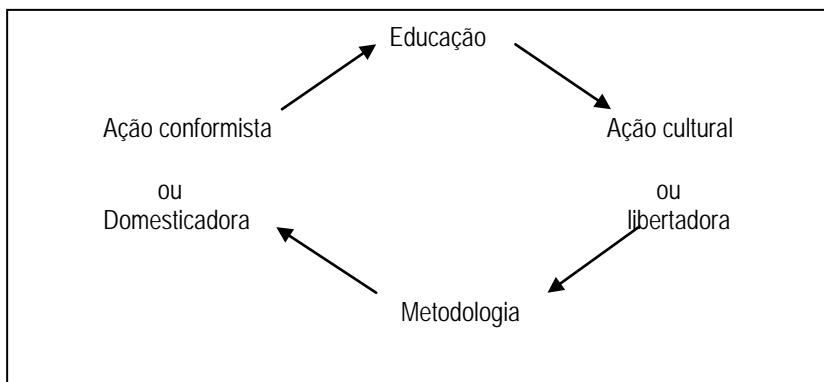 Educação
Ação conformista
Ação cultural
ou
ou
Domesticadora
libertadora
Metodologia